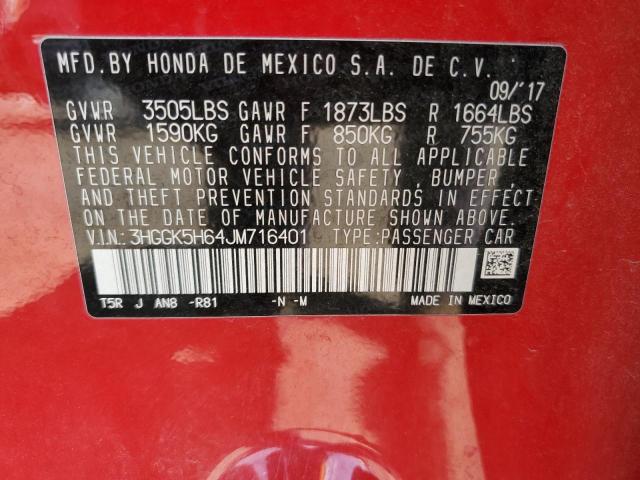 MFD. BY HONDA DE MEXICO S.A. DE C.V.
09/'17
GVWR 3505LBS GAWR F 1873LBS R 1664LBS
GVWR 1590KG GAWR F 850KG R 755KG
THIS VEHICLE CONFORMS TO ALL APPLICABLE
FEDERAL MOTOR VEHICLE SAFETY, BUMPER,
AND THEFT PREVENTION STANDARDS IN EFFECT
ON THE DATE OF MANUFACTURE SHOWN ABOVE.
V.I.N.: 3HGGK5H64JM716401 TYPE:PASSENGER CAR
T5R J AN8 -R81 -N -M MADE IN MEXICO